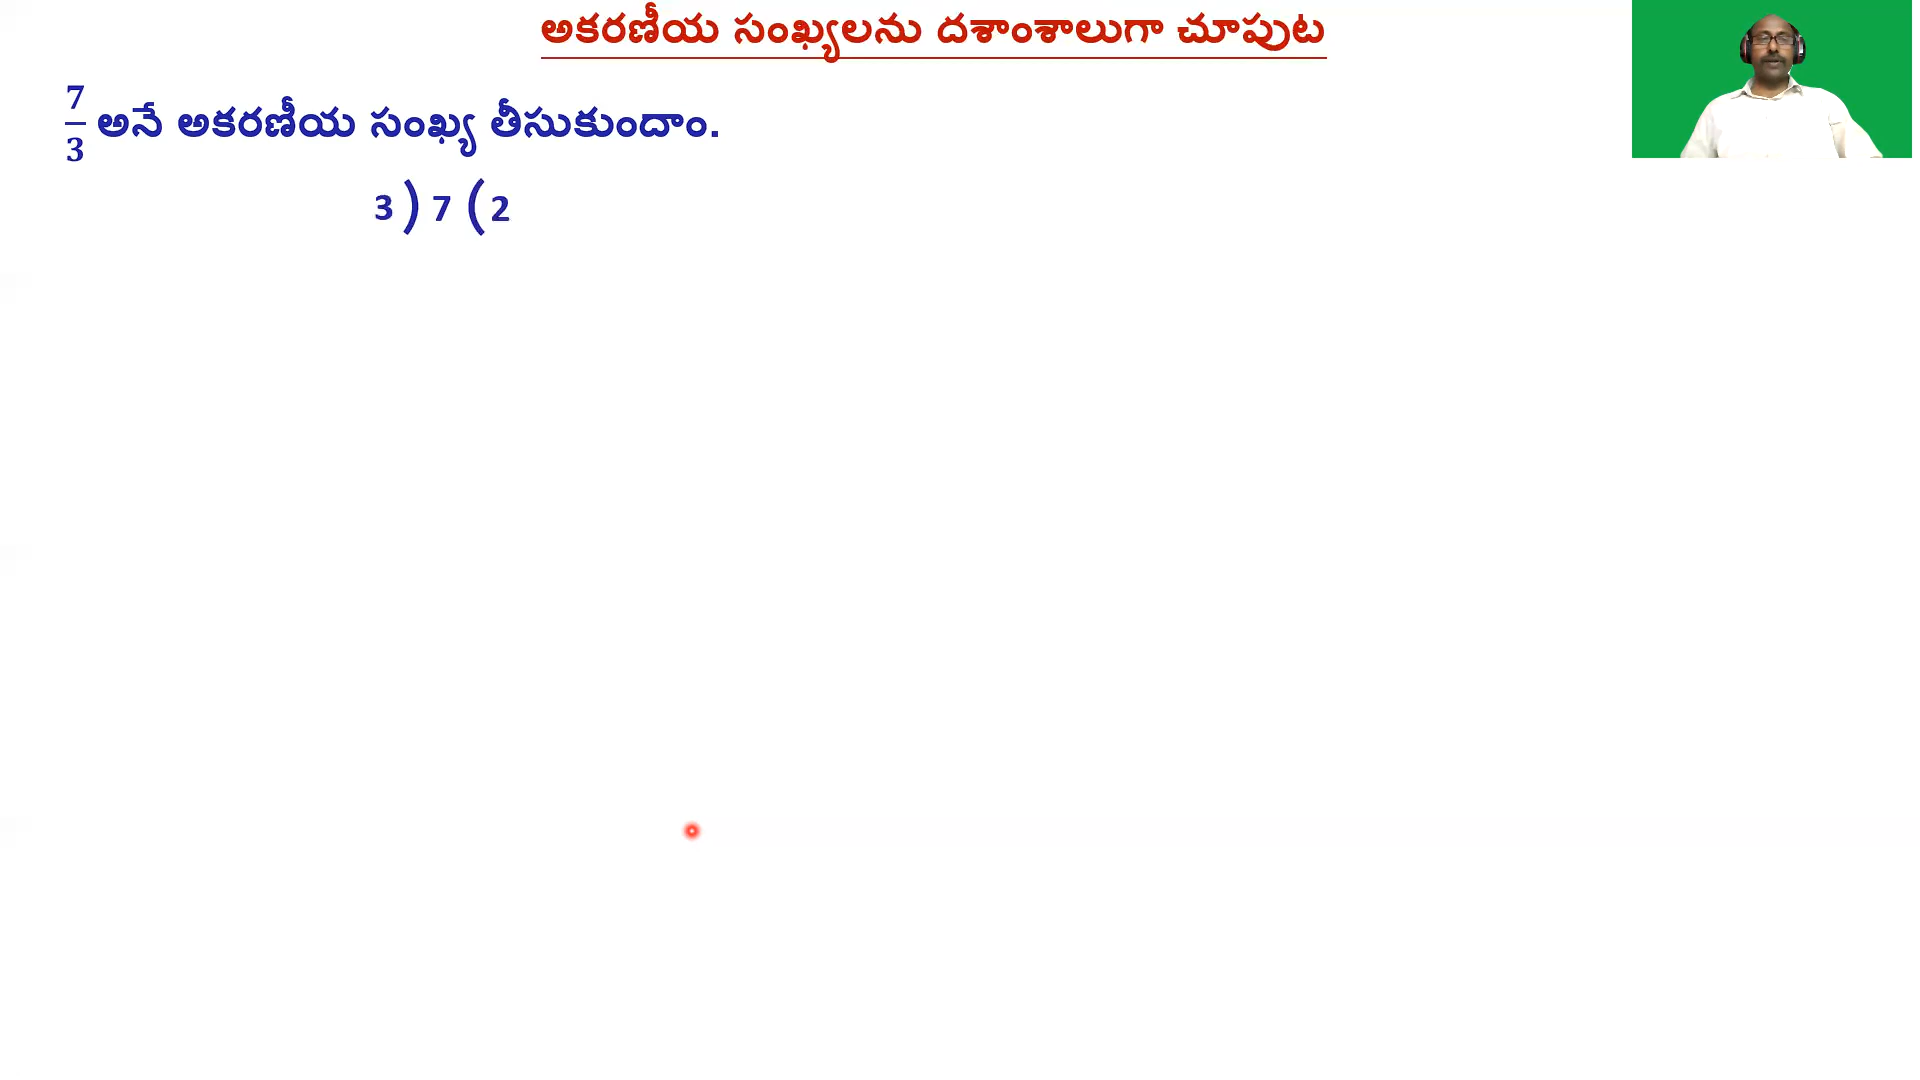 అకరణీయ సంఖ్యలను దశాంశాలుగా చూపుట
7/3 అనే అకరణీయ సంఖ్య తీసుకుందాం.
3 ) 7 ( 2